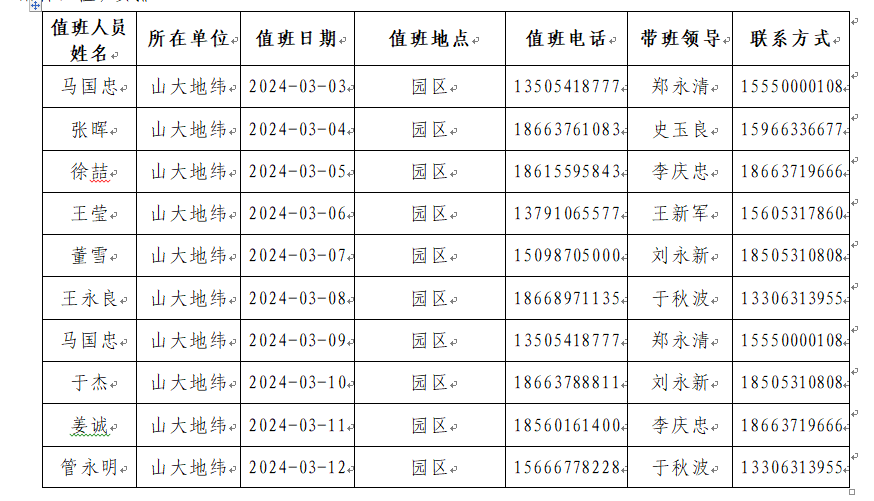 值班人员姓名 所在单位 值班日期 值班地点 值班电话 带班领导 联系方式
马国忠 山大地纬 2024-03-03 园区 13505418777 郑永清 15550000108
张晖 山大地纬 2024-03-04 园区 18663761083 史玉良 15966336677
徐喆 山大地纬 2024-03-05 园区 18615595843 李庆忠 18663719666
王莹 山大地纬 2024-03-06 园区 13791065577 王新军 15605317860
董雪 山大地纬 2024-03-07 园区 15098705000 刘永新 18505310808
王永良 山大地纬 2024-03-08 园区 18668971135 于秋波 13306313955
马国忠 山大地纬 2024-03-09 园区 13505418777 郑永清 15550000108
于杰 山大地纬 2024-03-10 园区 18663788811 刘永新 18505310808
姜诚 山大地纬 2024-03-11 园区 18560161400 李庆忠 18663719666
管永明 山大地纬 2024-03-12 园区 15666778228 于秋波 13306313955